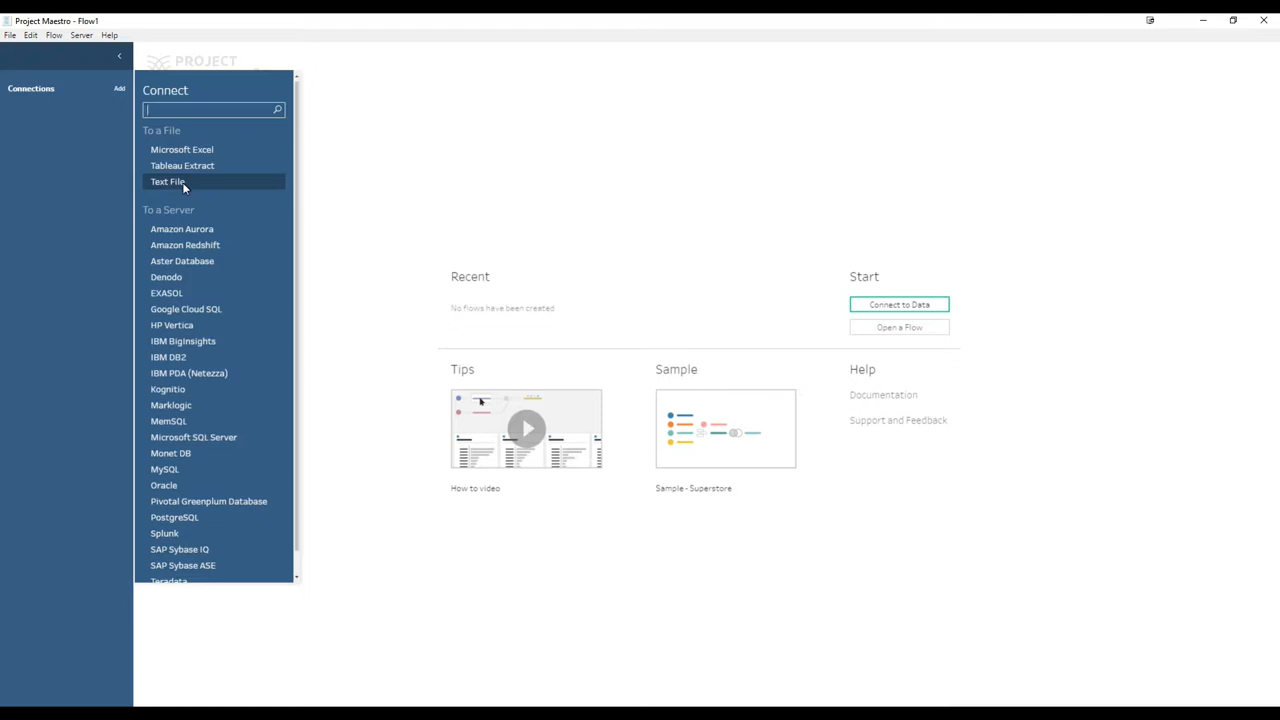 Project Maestro - Flow1
File Edit Flow Server Help
PROJECT
Connections Add
Connect
To a File
Microsoft Excel
Tableau Extract
Text File
To a Server
Amazon Aurora
Amazon Redshift
Aster Database
Denodo
EXASOL
Google Cloud SQL
HP Vertica
IBM BigInsights
IBM DB2
IBM PDA (Netezza)
Kognitio
Marklogic
MemSQL
Microsoft SQL Server
Monet DB
MySQL
Oracle
Pivotal Greenplum Database
PostgreSQL
Splunk
SAP Sybase IQ
SAP Sybase ASE
Teradata
Recent
No flows have been created
Start
Connect to Data
Open a Flow
Tips
How to video
Sample
Sample - Superstore
Help
Documentation
Support and Feedback